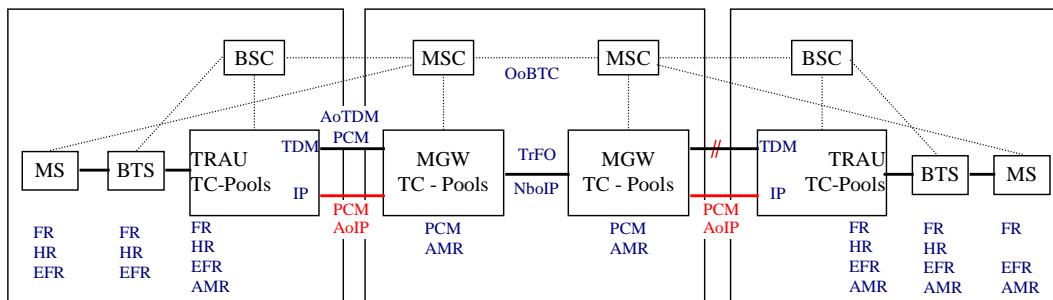 BSC
MSC
MSC
BSC
OoBTC
AoTDM
PCM
MS
BTS
TRAU
TC-Pools
TDM
IP
MGW
TC - Pools
TrFO
NboIP
MGW
TC - Pools
TDM
IP
TRAU
TC-Pools
BTS
MS
PCM
AoIP
PCM
AoIP
FR
HR
EFR
FR
HR
EFR
FR
HR
EFR
AMR
PCM
AMR
PCM
AMR
FR
HR
EFR
AMR
FR
HR
EFR
AMR
FR
EFR
AMR